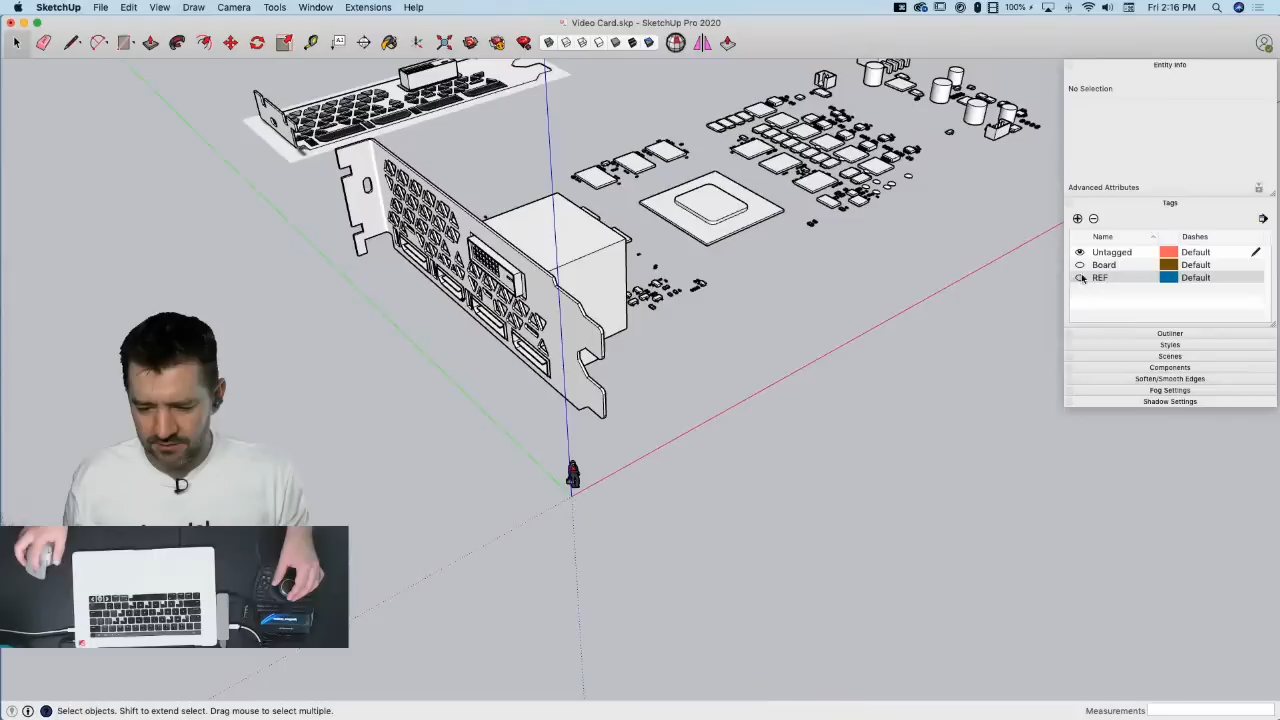 SketchUp File Edit View Draw Camera Tools Window Extensions Help
100% Fri 2:16 PM
Video Card.skp - SketchUp Pro 2020
Entity Info
No Selection
Advanced Attributes
Tags
Name Dashes
Untagged Default
Board Default
REF Default
Outliner
Styles
Scenes
Components
Soften/Smooth Edges
Fog Settings
Shadow Settings
Select objects. Shift to extend select. Drag mouse to select multiple.
Measurements